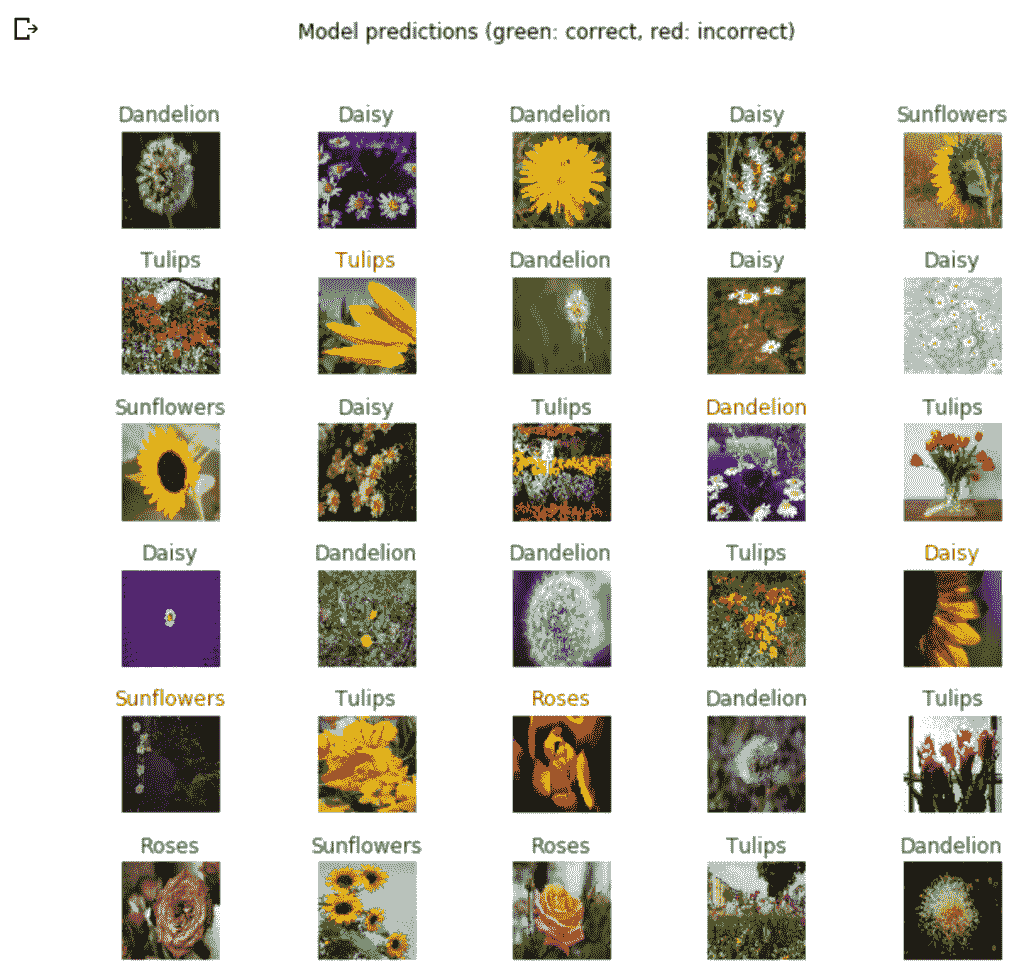 Model predictions (green: correct, red: incorrect)
Dandelion Daisy Dandelion Daisy Sunflowers
Tulips Tulips Dandelion Daisy Daisy
Sunflowers Daisy Tulips Dandelion Tulips
Daisy Dandelion Dandelion Tulips Daisy
Sunflowers Tulips Roses Dandelion Tulips
Roses Sunflowers Roses Tulips Dandelion